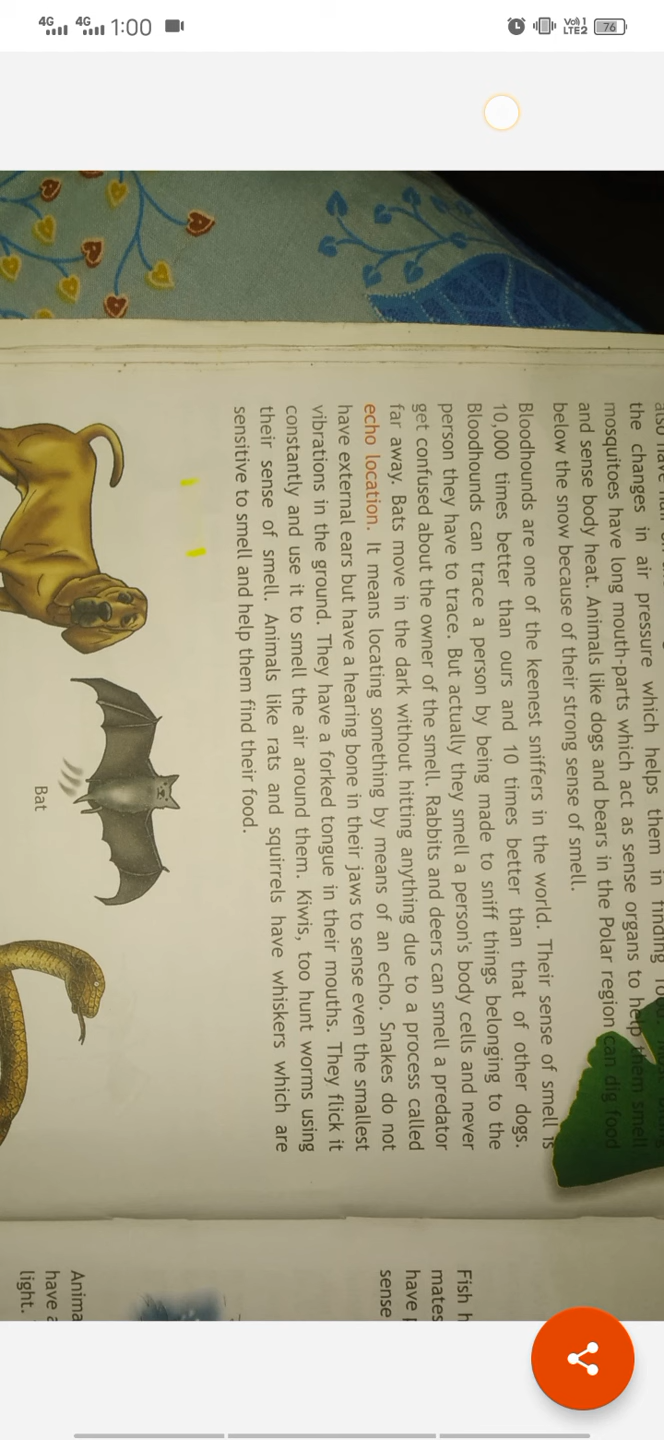 4G 4G 1:00 Vo)) 1 LTE2 76
the changes in air pressure which helps them in finding
mosquitoes have long mouth-parts which act as sense organs to help them smell
and sense body heat. Animals like dogs and bears in the Polar region can dig food
below the snow because of their strong sense of smell.
Bloodhounds are one of the keenest sniffers in the world. Their sense of smell is
10,000 times better than ours and 10 times better than that of other dogs.
Bloodhounds can trace a person by being made to sniff things belonging to the
person they have to trace. But actually they smell a person's body cells and never
get confused about the owner of the smell. Rabbits and deers can smell a predator
far away. Bats move in the dark without hitting anything due to a process called
echo location. It means locating something by means of an echo. Snakes do not
have external ears but have a hearing bone in their jaws to sense even the smallest
vibrations in the ground. They have a forked tongue in their mouths. They flick it
constantly and use it to smell the air around them. Kiwis, too hunt worms using
their sense of smell. Animals like rats and squirrels have whiskers which are
sensitive to smell and help them find their food.
Bat
Fish
mates
have
sense
have
light.